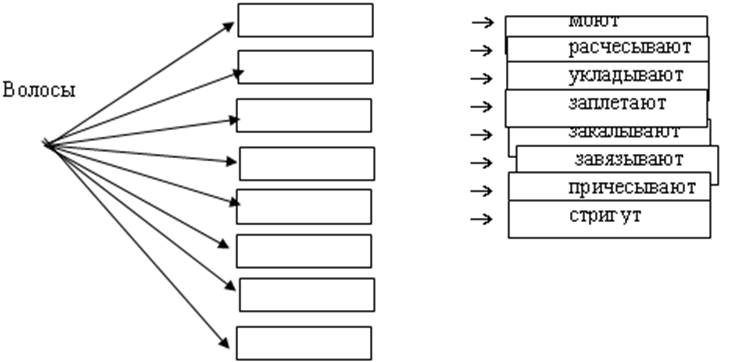 моют
расчесывают
укладывают
Волосы
заплетают
закалывают
завязывают
причесывают
стригут